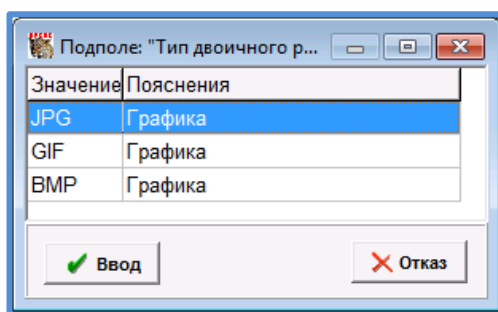 Подполе: "Тип двоичного р...
Значение Пояснения
JPG Графика
GIF Графика
BMP Графика
Ввод Отказ